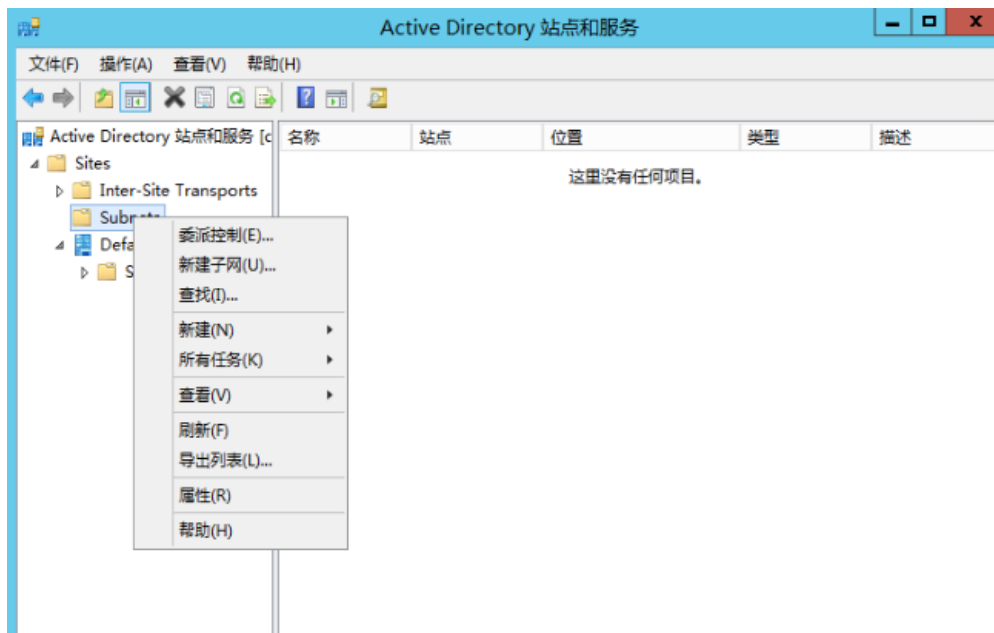 Active Directory 站点和服务
文件(F) 操作(A) 查看(V) 帮助(H)
Active Directory 站点和服务 [c
名称 站点 位置 类型 描述
这里没有任何项目。
Sites
Inter-Site Transports
Subnets
Defa
S
委派控制(E)...
新建子网(U)...
查找(I)...
新建(N)
所有任务(K)
查看(V)
刷新(F)
导出列表(L)...
属性(R)
帮助(H)